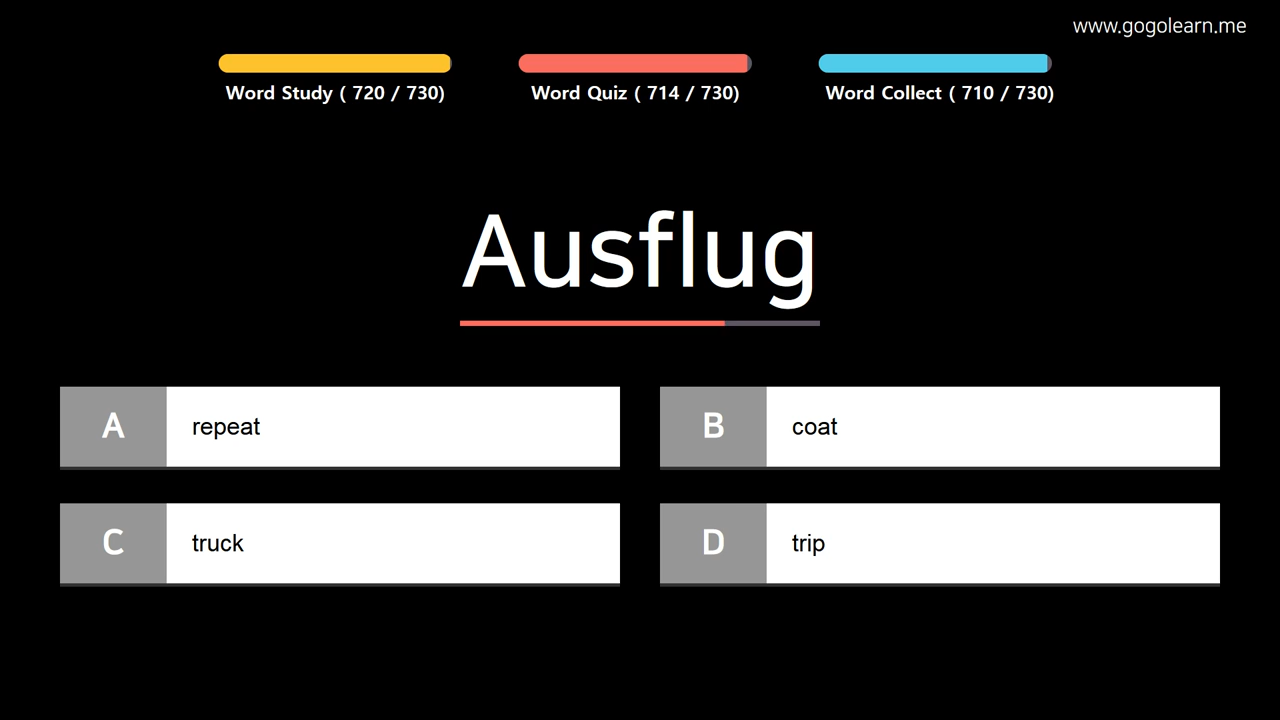 www.gogolearn.me
Word Study ( 720 / 730)
Word Quiz ( 714 / 730)
Word Collect ( 710 / 730)
Ausflug
A
repeat
B
coat
C
truck
D
trip